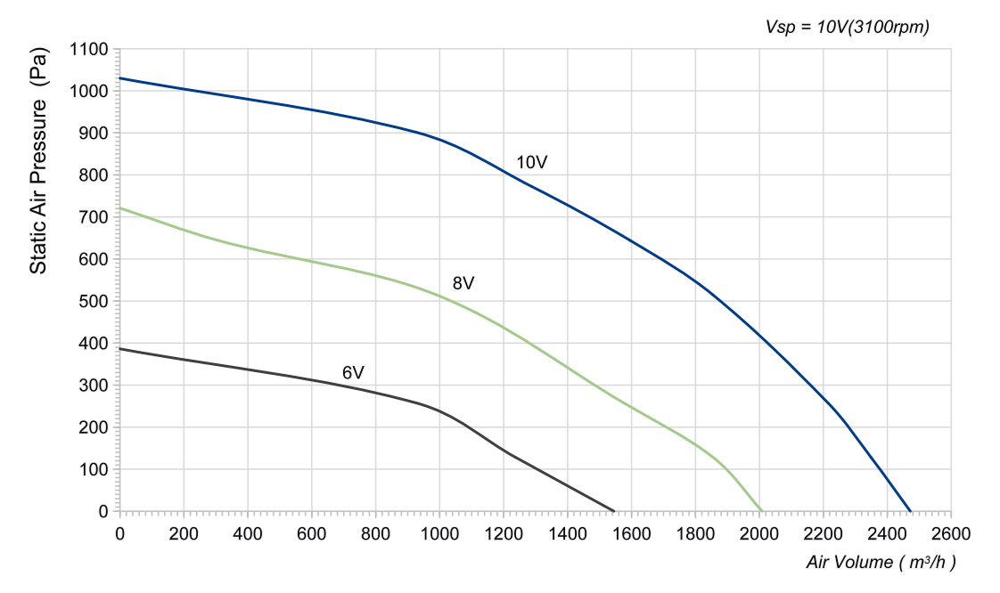 Vsp = 10V(3100rpm)
Static Air Pressure (Pa)
1100
1000
900
800
700
600
500
400
300
200
100
0
10V
8V
6V
0 200 400 600 800 1000 1200 1400 1600 1800 2000 2200 2400 2600
Air Volume ( m³/h )